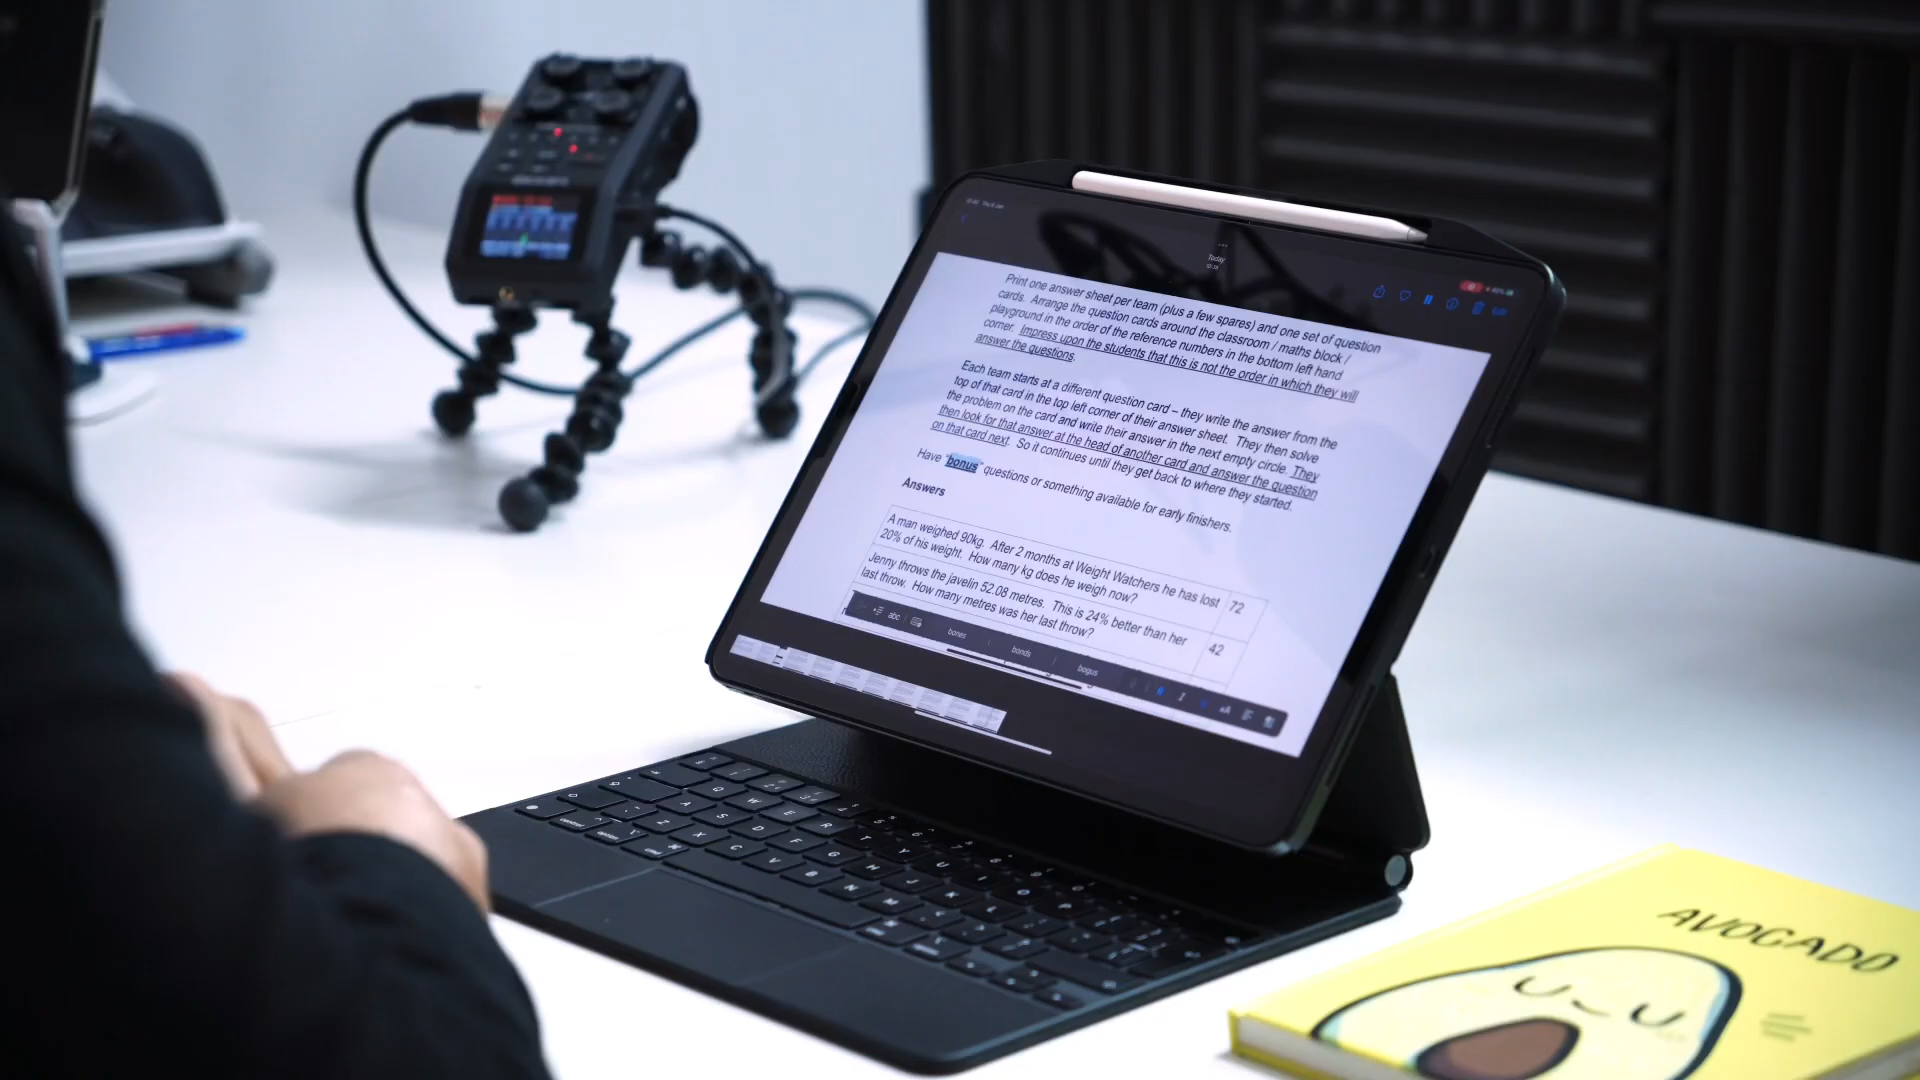 Today
Print one answer sheet per team (plus a few spares) and one set of question
cards. Arrange the question cards around the classroom / maths block /
playground in the order of the reference numbers in the bottom left hand
corner. Impress upon the students that this is not the order in which they will
answer the questions.
Each team starts at a different question card – they write the answer from the
top of that card in the top left corner of their answer sheet. They then solve
the problem on the card and write their answer in the next empty circle. They
then look for that answer at the head of another card and answer the question
on that card next. So it continues until they get back to where they started.
Have "bonus" questions or something available for early finishers.
Answers
A man weighed 90kg. After 2 months at Weight Watchers he has lost
20% of his weight. How many kg does he weigh now? 72
Jenny throws the javelin 52.08 metres. This is 24% better than her
last throw. How many metres was her last throw? 42
abc bones bonds bogus
Q W E R T Y U I O P
A S D F G H J K L
Z X C V B N M
control option cmd
AVOCADO